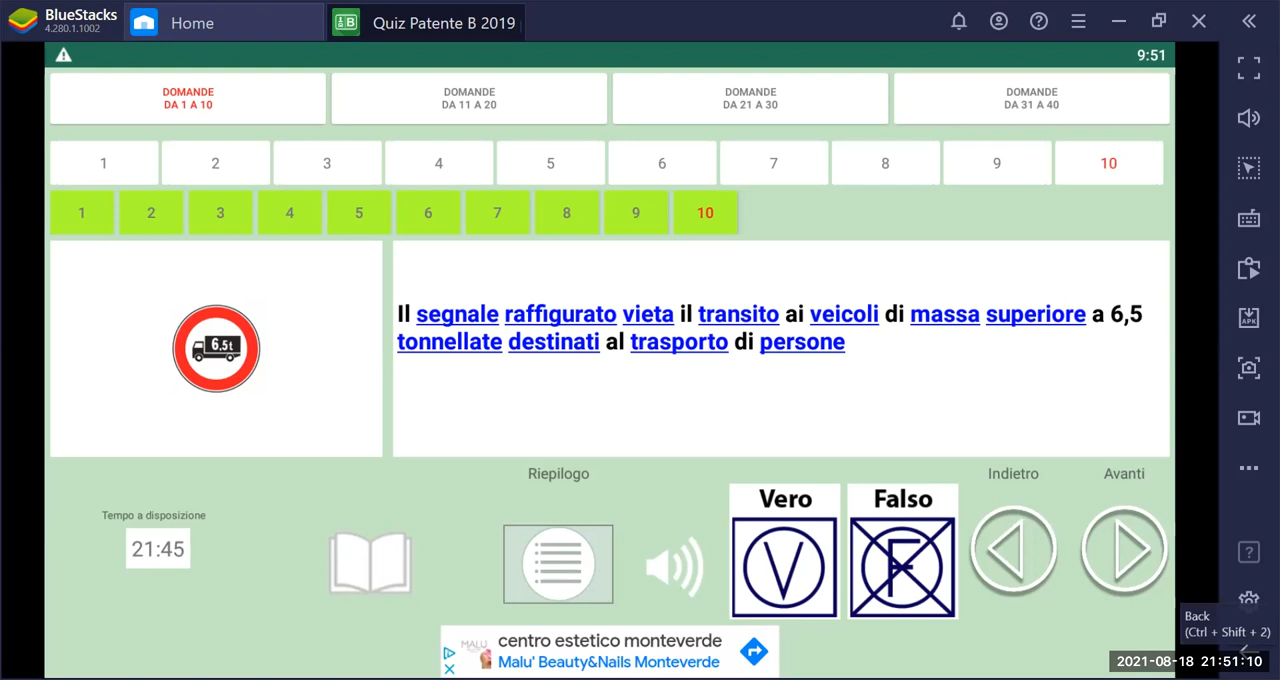 BlueStacks
4.280.1.1002
Home
Quiz Patente B 2019
9:51
DOMANDE
DA 1 A 10
DOMANDE
DA 11 A 20
DOMANDE
DA 21 A 30
DOMANDE
DA 31 A 40
1 2 3 4 5 6 7 8 9 10
1 2 3 4 5 6 7 8 9 10
6,5t
Il segnale raffigurato vieta il transito ai veicoli di massa superiore a 6,5
tonnellate destinati al trasporto di persone
Riepilogo
Indietro
Avanti
Tempo a disposizione
21:45
Vero
V
Falso
F
centro estetico monteverde
Malu' Beauty&Nails Monteverde
MALU
APK
Back
(Ctrl + Shift + 2)
2021-08-18 21:51:10